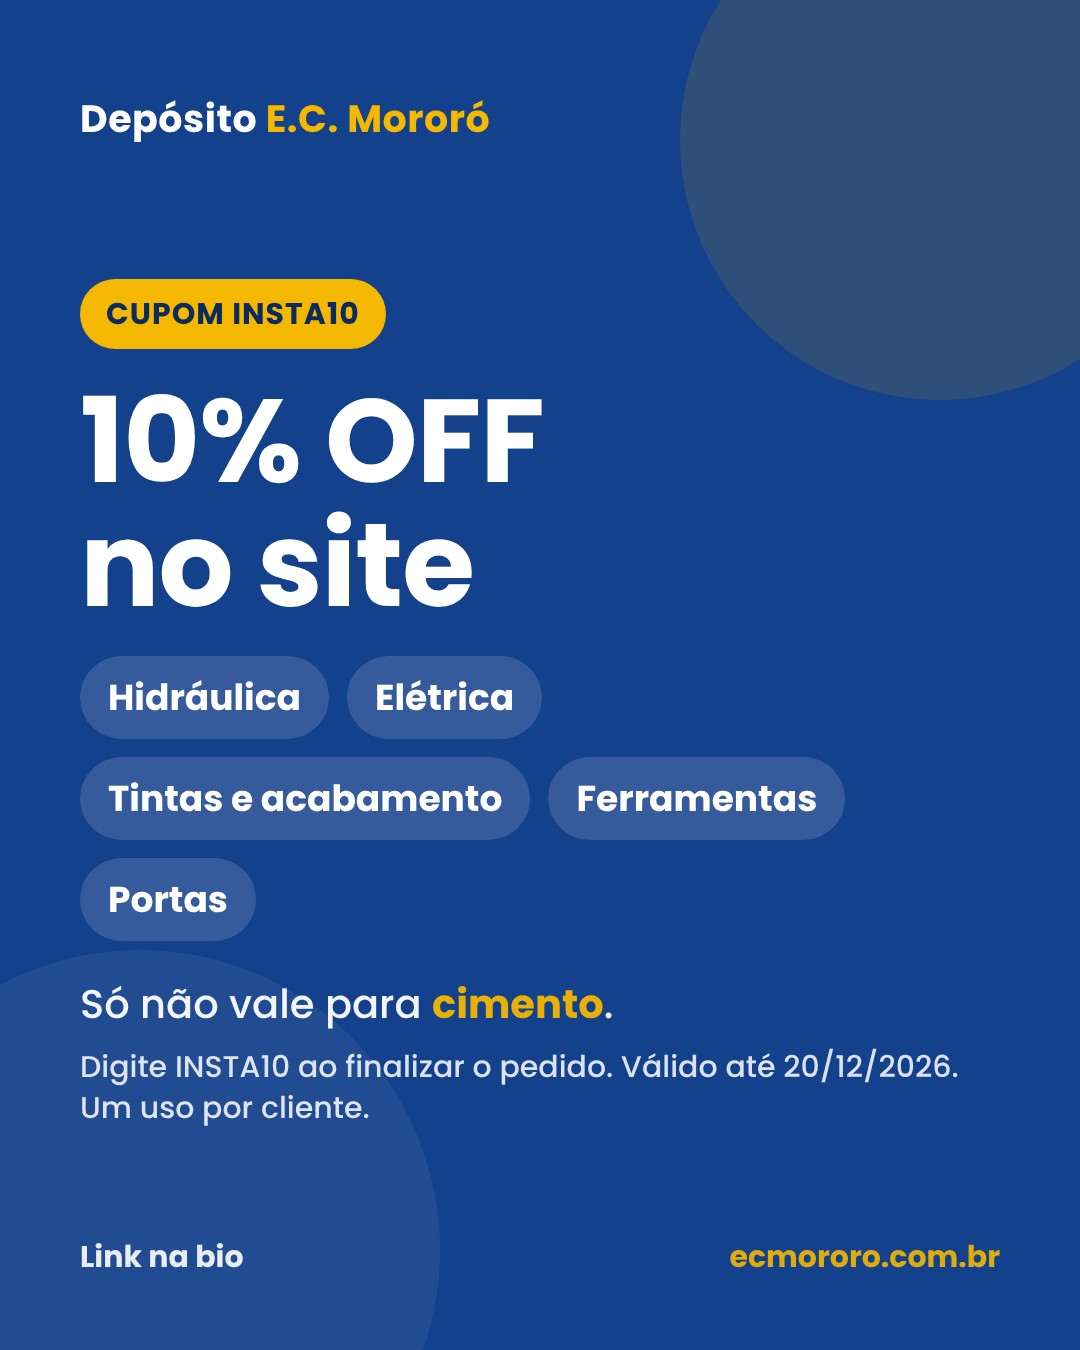 Depósito E.C. Mororó
CUPOM INSTA10
10% OFF
no site
Hidráulica Elétrica
Tintas e acabamento Ferramentas
Portas
Só não vale para cimento.
Digite INSTA10 ao finalizar o pedido. Válido até 20/12/2026.
Um uso por cliente.
Link na bio ecmororo.com.br